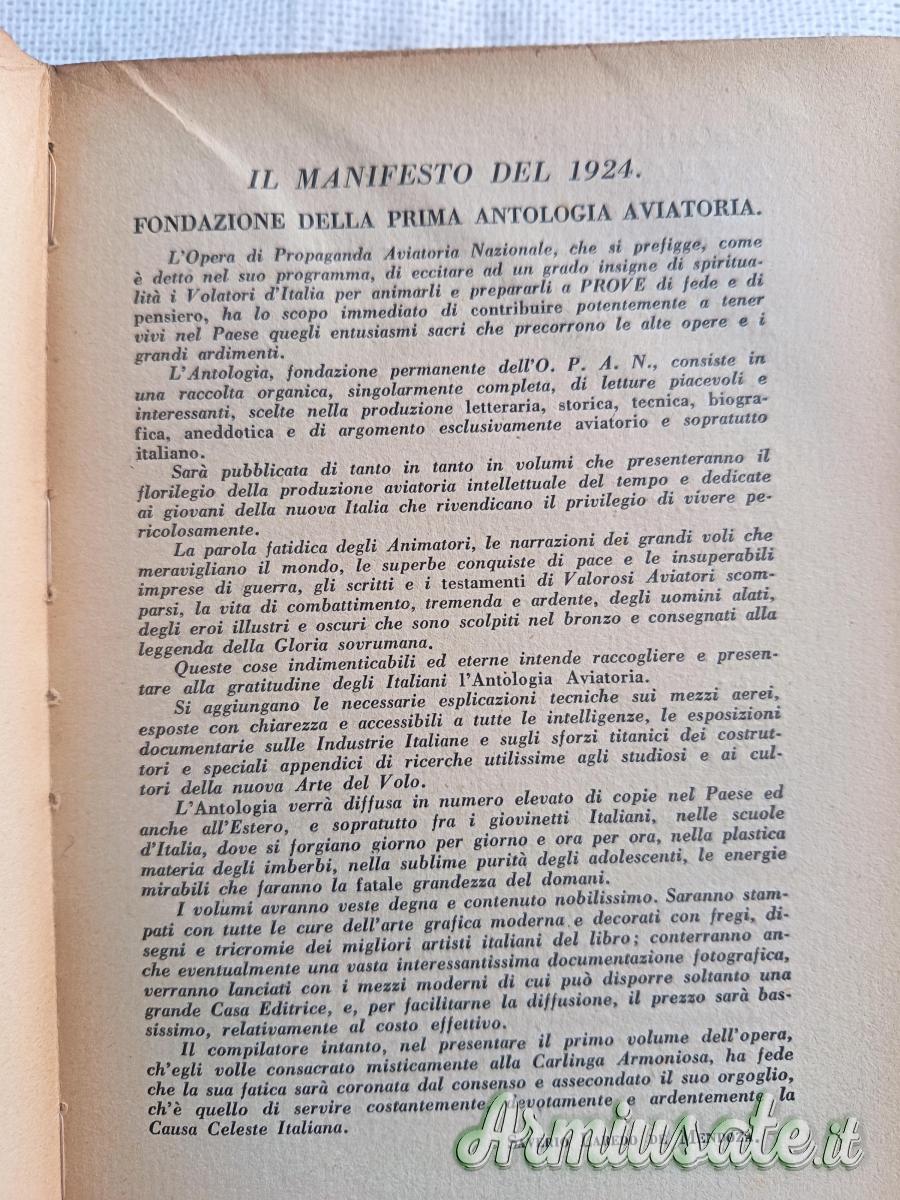 IL MANIFESTO DEL 1924.
FONDAZIONE DELLA PRIMA ANTOLOGIA AVIATORIA.
L'Opera di Propaganda Aviatoria Nazionale, che si prefigge, come
è detto nel suo programma, di eccitare ad un grado insigne di spiritua-
lità i Volatori d'Italia per animarli e prepararli a PROVE di fede e di
pensiero, ha lo scopo immediato di contribuire potentemente a tener
vivi nel Paese quegli entusiasmi sacri che precorrono le alte opere e i
grandi ardimenti.
L'Antologia, fondazione permanente dell'O. P. A. N., consiste in
una raccolta organica, singolarmente completa, di letture piacevoli e
interessanti, scelte nella produzione letteraria, storica, tecnica, biogra-
fica, aneddotica e di argomento esclusivamente aviatorio e sopratutto
italiano.
Sarà pubblicata di tanto in tanto in volumi che presenteranno il
florilegio della produzione aviatoria intellettuale del tempo e dedicate
ai giovani della nuova Italia che rivendicano il privilegio di vivere pe-
ricolosamente.
La parola fatidica degli Animatori, le narrazioni dei grandi voli che
meravigliano il mondo, le superbe conquiste di pace e le insuperabili
imprese di guerra, gli scritti e i testamenti di Valorosi Aviatori scom-
parsi, la vita di combattimento, tremenda e ardente, degli uomini alati,
degli eroi illustri e oscuri che sono scolpiti nel bronzo e consegnati alla
leggenda della Gloria sovrumana.
Queste cose indimenticabili ed eterne intende raccogliere e presen-
tare alla gratitudine degli Italiani l'Antologia Aviatoria.
Si aggiungano le necessarie esplicazioni tecniche sui mezzi aerei,
esposte con chiarezza e accessibili a tutte le intelligenze, le esposizioni
documentarie sulle Industrie Italiane e sugli sforzi titanici dei costrut-
tori e speciali appendici di ricerche utilissime agli studiosi e ai cul-
tori della nuova Arte del Volo.
L'Antologia verrà diffusa in numero elevato di copie nel Paese ed
anche all'Estero, e sopratutto fra i giovinetti Italiani, nelle scuole
d'Italia, dove si forgiano giorno per giorno e ora per ora, nella plastica
materia degli imberbi, nella sublime purità degli adolescenti, le energie
mirabili che faranno la fatale grandezza del domani.
I volumi avranno veste degna e contenuto nobilissimo. Saranno stam-
pati con tutte le cure dell'arte grafica moderna e decorati con fregi, di-
segni e tricromie dei migliori artisti italiani del libro; conterranno an-
che eventualmente una vasta interessantissima documentazione fotografica,
verranno lanciati con i mezzi moderni di cui può disporre soltanto una
grande Casa Editrice, e, per facilitarne la diffusione, il prezzo sarà bas-
sissimo, relativamente al costo effettivo.
Il compilatore intanto, nel presentare il primo volume dell'opera,
ch'egli volle consacrato misticamente alla Carlinga Armoniosa, ha fede
che la sua fatica sarà coronata dal consenso e assecondato il suo orgoglio,
ch'è quello di servire costantemente devotamente e ardentemente la
Causa Celeste Italiana.
SAVERIO LAREDO DE MENDOZA.
Armiusate.it